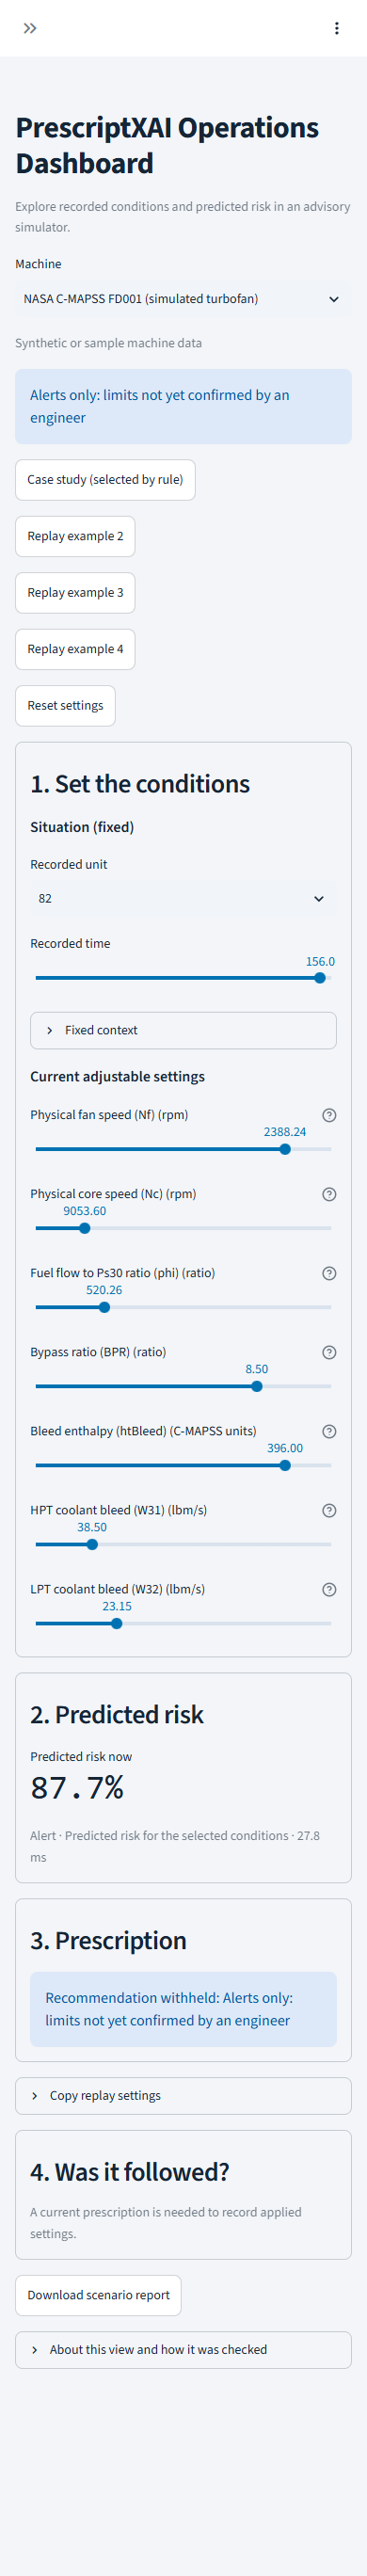 PrescriptXAI Operations
Dashboard
Explore recorded conditions and predicted risk in an advisory
simulator.
Machine
NASA C-MAPSS FD001 (simulated turbofan)
Synthetic or sample machine data
Alerts only: limits not yet confirmed by an
engineer
Case study (selected by rule)
Replay example 2
Replay example 3
Replay example 4
Reset settings
1. Set the conditions
Situation (fixed)
Recorded unit
82
Recorded time
156.0
Fixed context
Current adjustable settings
Physical fan speed (Nf) (rpm)
2388.24
Physical core speed (Nc) (rpm)
9053.60
Fuel flow to Ps30 ratio (phi) (ratio)
520.26
Bypass ratio (BPR) (ratio)
8.50
Bleed enthalpy (htBleed) (C-MAPSS units)
396.00
HPT coolant bleed (W31) (lbm/s)
38.50
LPT coolant bleed (W32) (lbm/s)
23.15
2. Predicted risk
Predicted risk now
87.7%
Alert · Predicted risk for the selected conditions · 27.8
ms
3. Prescription
Recommendation withheld: Alerts only:
limits not yet confirmed by an engineer
Copy replay settings
4. Was it followed?
A current prescription is needed to record applied
settings.
Download scenario report
About this view and how it was checked